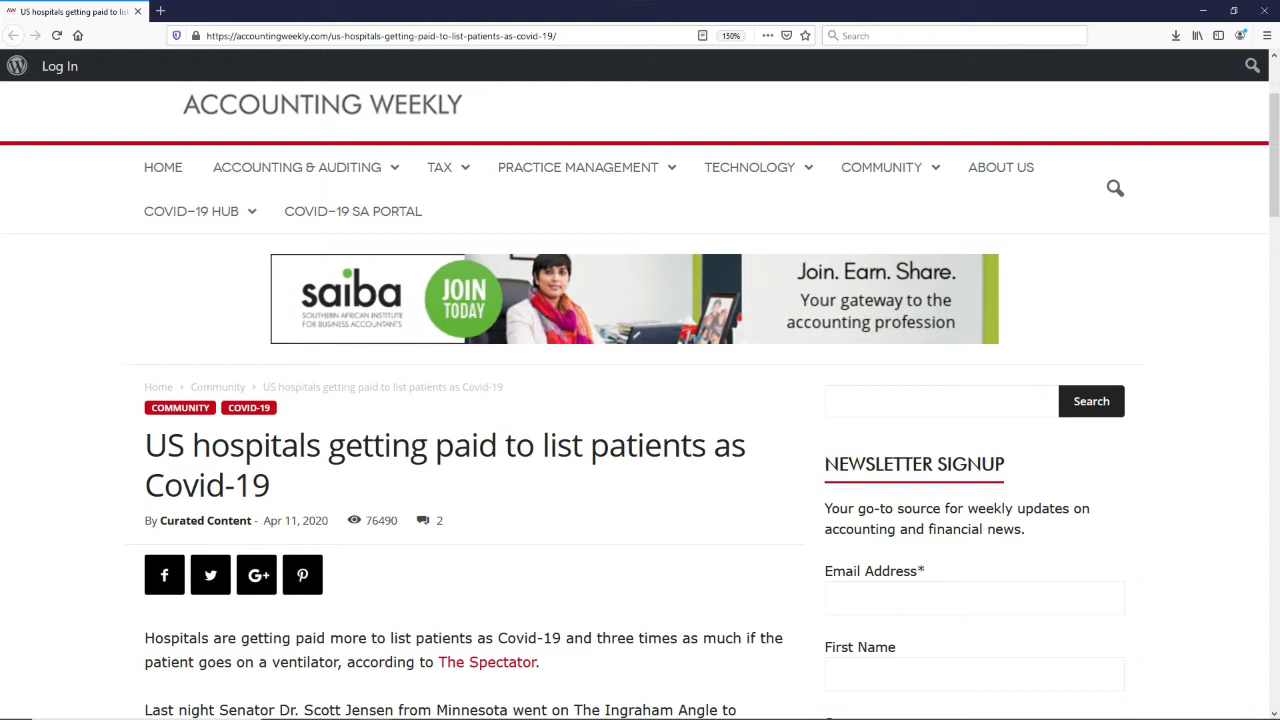 US hospitals getting paid to list
https://accountingweekly.com/us-hospitals-getting-paid-to-list-patients-as-covid-19/
150%
Search
Log In
ACCOUNTING WEEKLY
HOME ACCOUNTING & AUDITING TAX PRACTICE MANAGEMENT TECHNOLOGY COMMUNITY ABOUT US
COVID-19 HUB COVID-19 SA PORTAL
saiba
SOUTHERN AFRICAN INSTITUTE
FOR BUSINESS ACCOUNTANTS
JOIN
TODAY
Join. Earn. Share.
Your gateway to the
accounting profession
Home › Community › US hospitals getting paid to list patients as Covid-19
COMMUNITY COVID-19
US hospitals getting paid to list patients as
Covid-19
By Curated Content - Apr 11, 2020 76490 2
f G+
Hospitals are getting paid more to list patients as Covid-19 and three times as much if the
patient goes on a ventilator, according to The Spectator.
Last night Senator Dr. Scott Jensen from Minnesota went on The Ingraham Angle to
Search
NEWSLETTER SIGNUP
Your go-to source for weekly updates on
accounting and financial news.
Email Address*
First Name